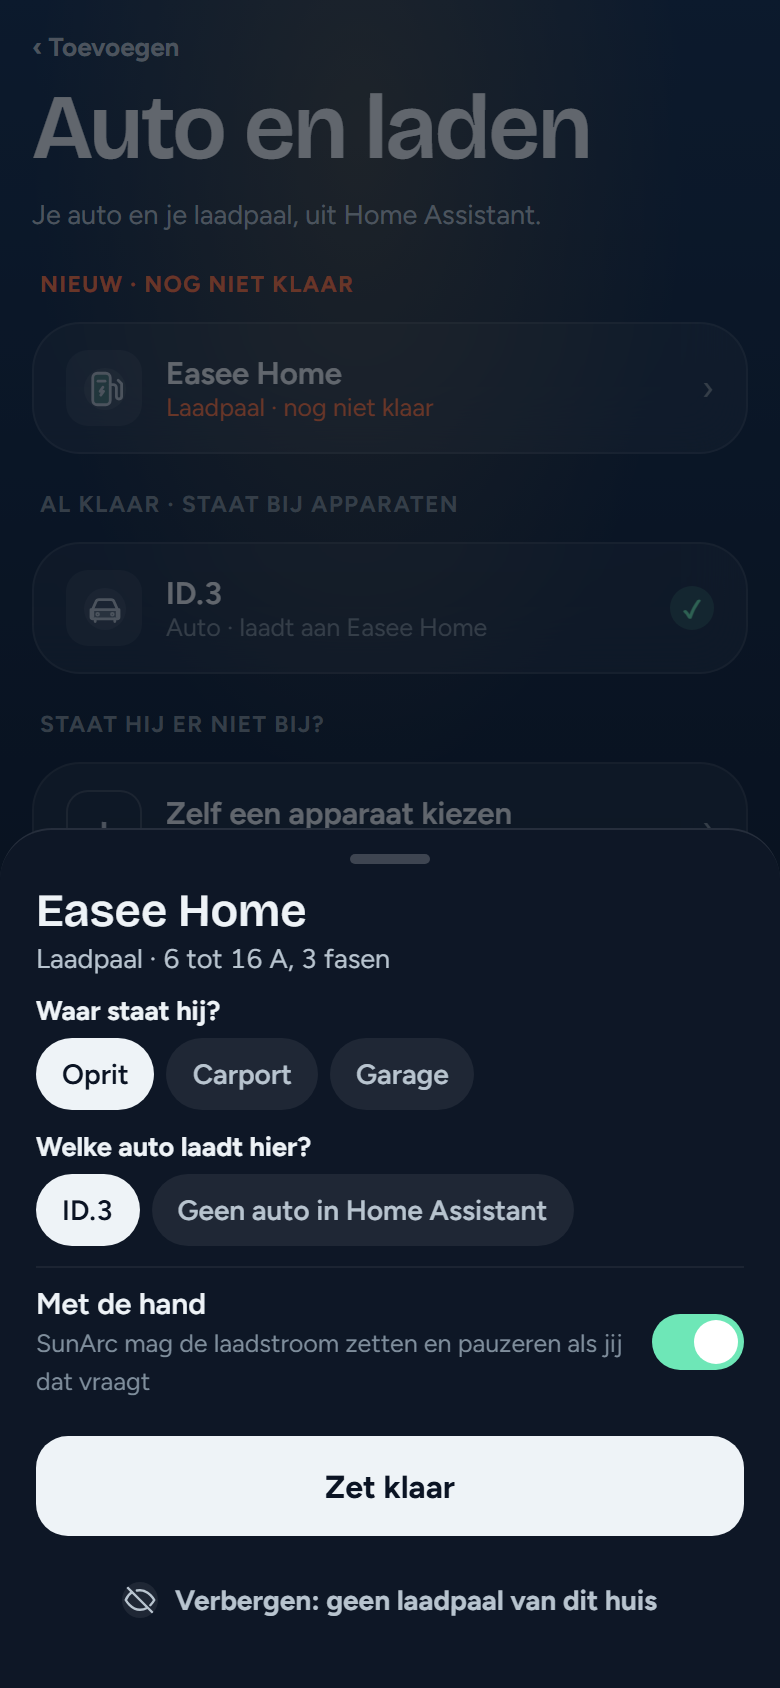 ‹ Toevoegen
Auto en laden
Je auto en je laadpaal, uit Home Assistant.
NIEUW · NOG NIET KLAAR
Easee Home
Laadpaal · nog niet klaar
AL KLAAR · STAAT BIJ APPARATEN
ID.3
Auto · laadt aan Easee Home
STAAT HIJ ER NIET BIJ?
Zelf een apparaat kiezen
Easee Home
Laadpaal · 6 tot 16 A, 3 fasen
Waar staat hij?
Oprit
Carport
Garage
Welke auto laadt hier?
ID.3
Geen auto in Home Assistant
Met de hand
SunArc mag de laadstroom zetten en pauzeren als jij
dat vraagt
Zet klaar
Verbergen: geen laadpaal van dit huis